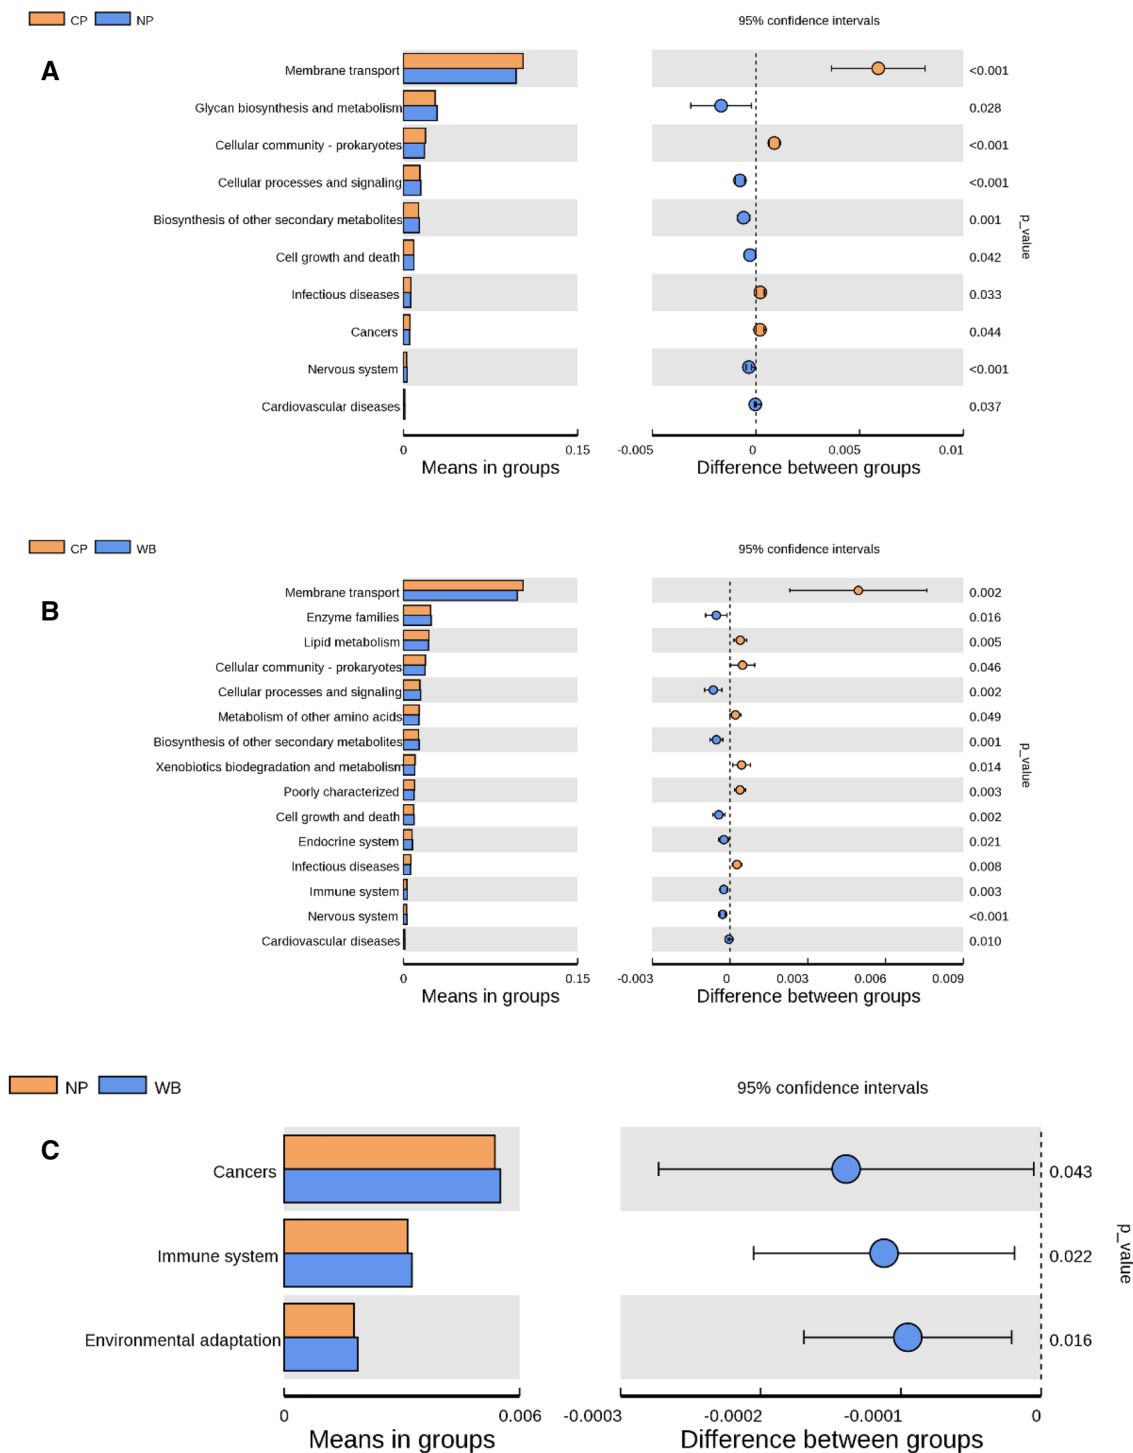 CP NP
95% confidence intervals
A
Membrane transport <0.001
Glycan biosynthesis and metabolism 0.028
Cellular community - prokaryotes <0.001
Cellular processes and signaling <0.001
Biosynthesis of other secondary metabolites 0.001
p_value
Cell growth and death 0.042
Infectious diseases 0.033
Cancers 0.044
Nervous system <0.001
Cardiovascular diseases 0.037
0 0.15 -0.005 0 0.005 0.01
Means in groups Difference between groups
CP WB
95% confidence intervals
B
Membrane transport 0.002
Enzyme families 0.016
Lipid metabolism 0.005
Cellular community - prokaryotes 0.046
Cellular processes and signaling 0.002
Metabolism of other amino acids 0.049
Biosynthesis of other secondary metabolites 0.001
p_value
Xenobiotics biodegradation and metabolism 0.014
Poorly characterized 0.003
Cell growth and death 0.002
Endocrine system 0.021
Infectious diseases 0.008
Immune system 0.003
Nervous system <0.001
Cardiovascular diseases 0.010
0 0.15 -0.003 0 0.003 0.006 0.009
Means in groups Difference between groups
NP WB
95% confidence intervals
C
Cancers 0.043
Immune system 0.022
p_value
Environmental adaptation 0.016
0 0.006 -0.0003 -0.0002 -0.0001 0
Means in groups Difference between groups